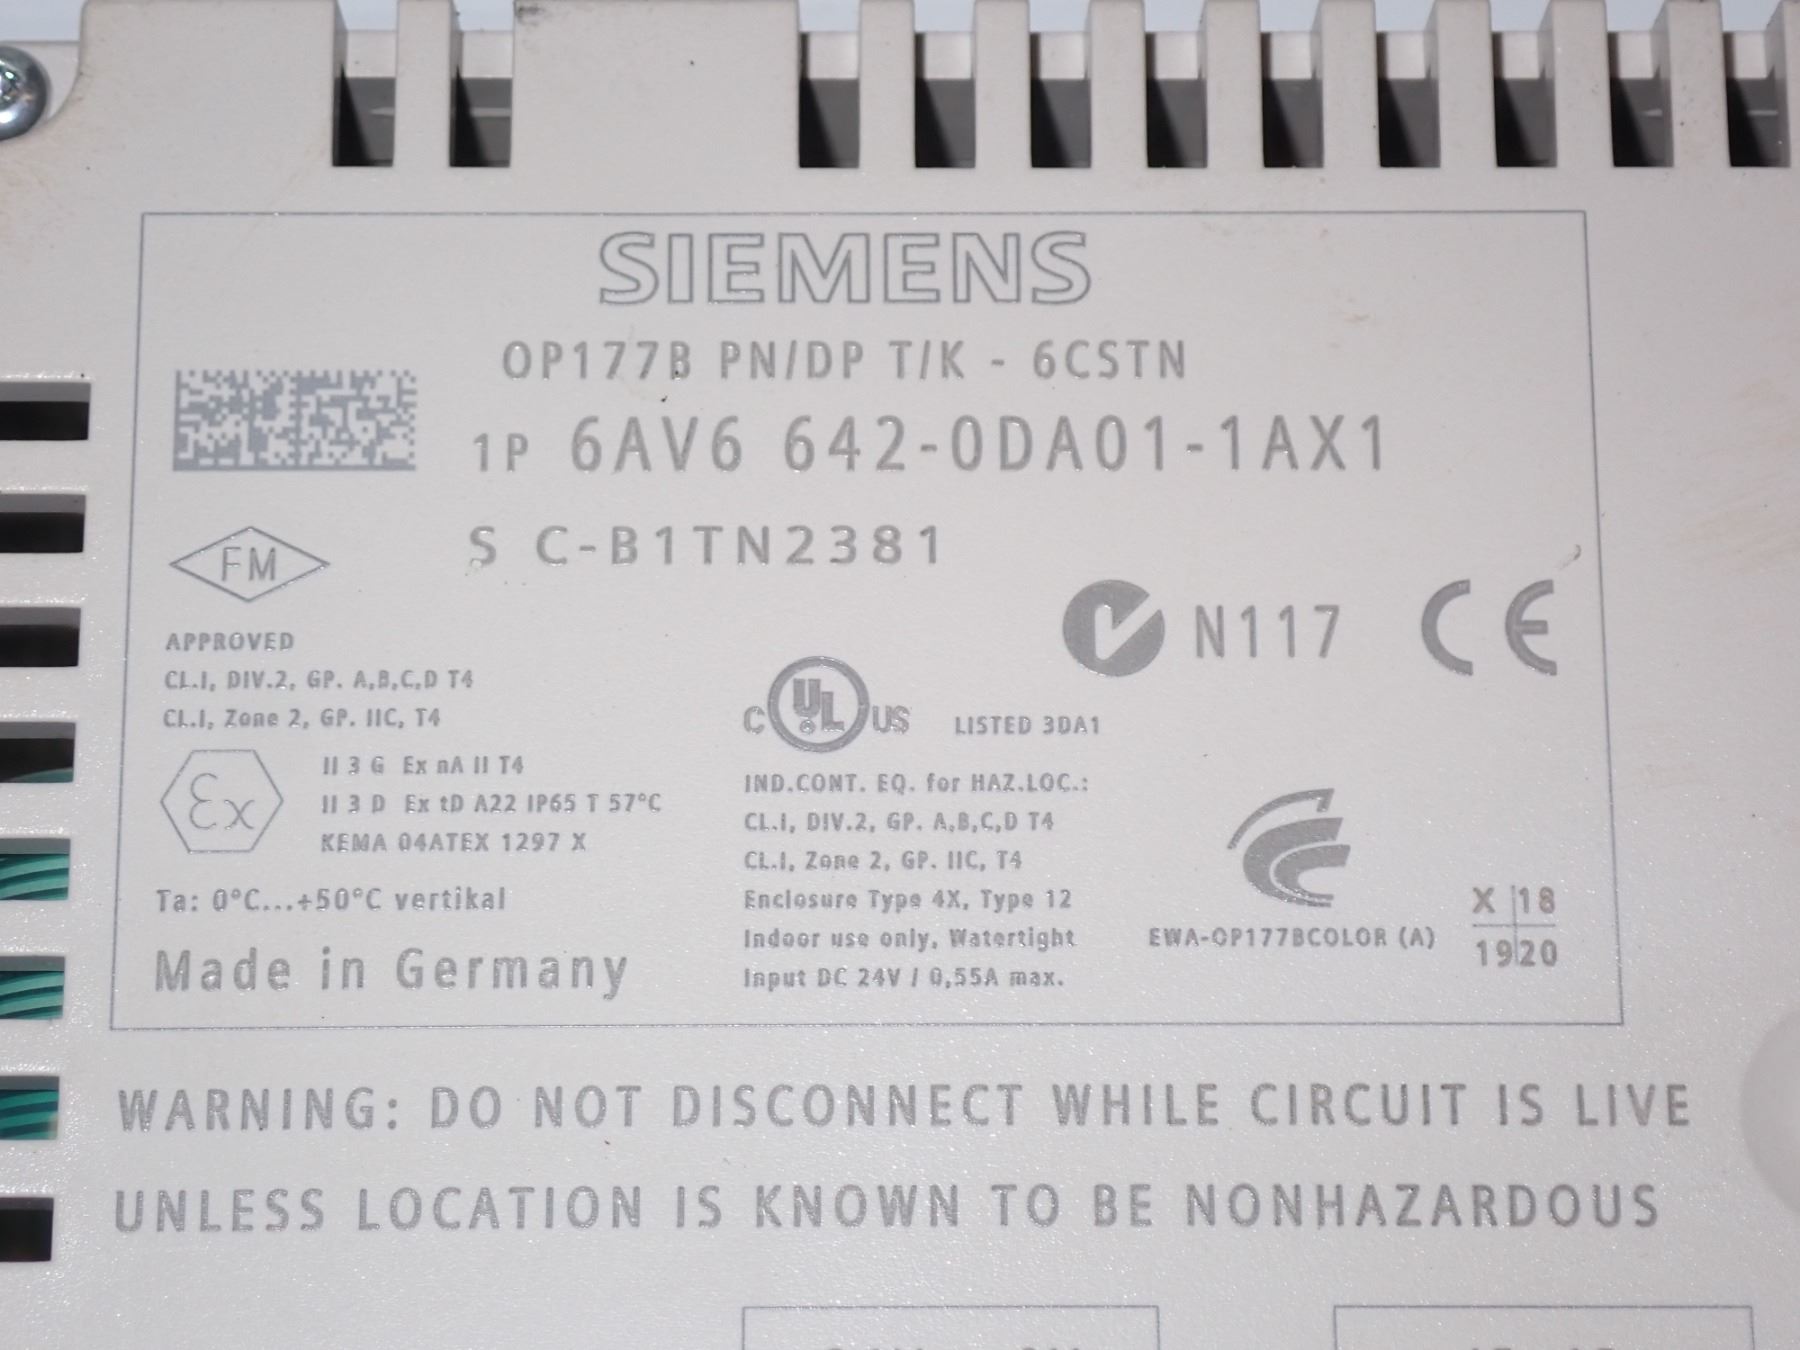 SIEMENS
OP177B PN/DP T/K - 6CSTN
1P 6AV6 642-0DA01-1AX1
S C-B1TN2381
FM
N117 CE
APPROVED
CL.I, DIV.2, GP. A,B,C,D T4
CL.I, Zone 2, GP. IIC, T4
C UL US LISTED 3DA1
Ex
II 3 G Ex nA II T4
II 3 D Ex tD A22 IP65 T 57°C
KEMA 04ATEX 1297 X
IND.CONT. EQ. for HAZ.LOC.:
CL.I, DIV.2, GP. A,B,C,D T4
CL.I, Zone 2, GP. IIC, T4
Enclosure Type 4X, Type 12
Indoor use only, Watertight
Input DC 24V / 0,55A max.
Ta: 0°C...+50°C vertikal
Made in Germany
EWA-OP177BCOLOR (A)
X 18
19 20
WARNING: DO NOT DISCONNECT WHILE CIRCUIT IS LIVE
UNLESS LOCATION IS KNOWN TO BE NONHAZARDOUS